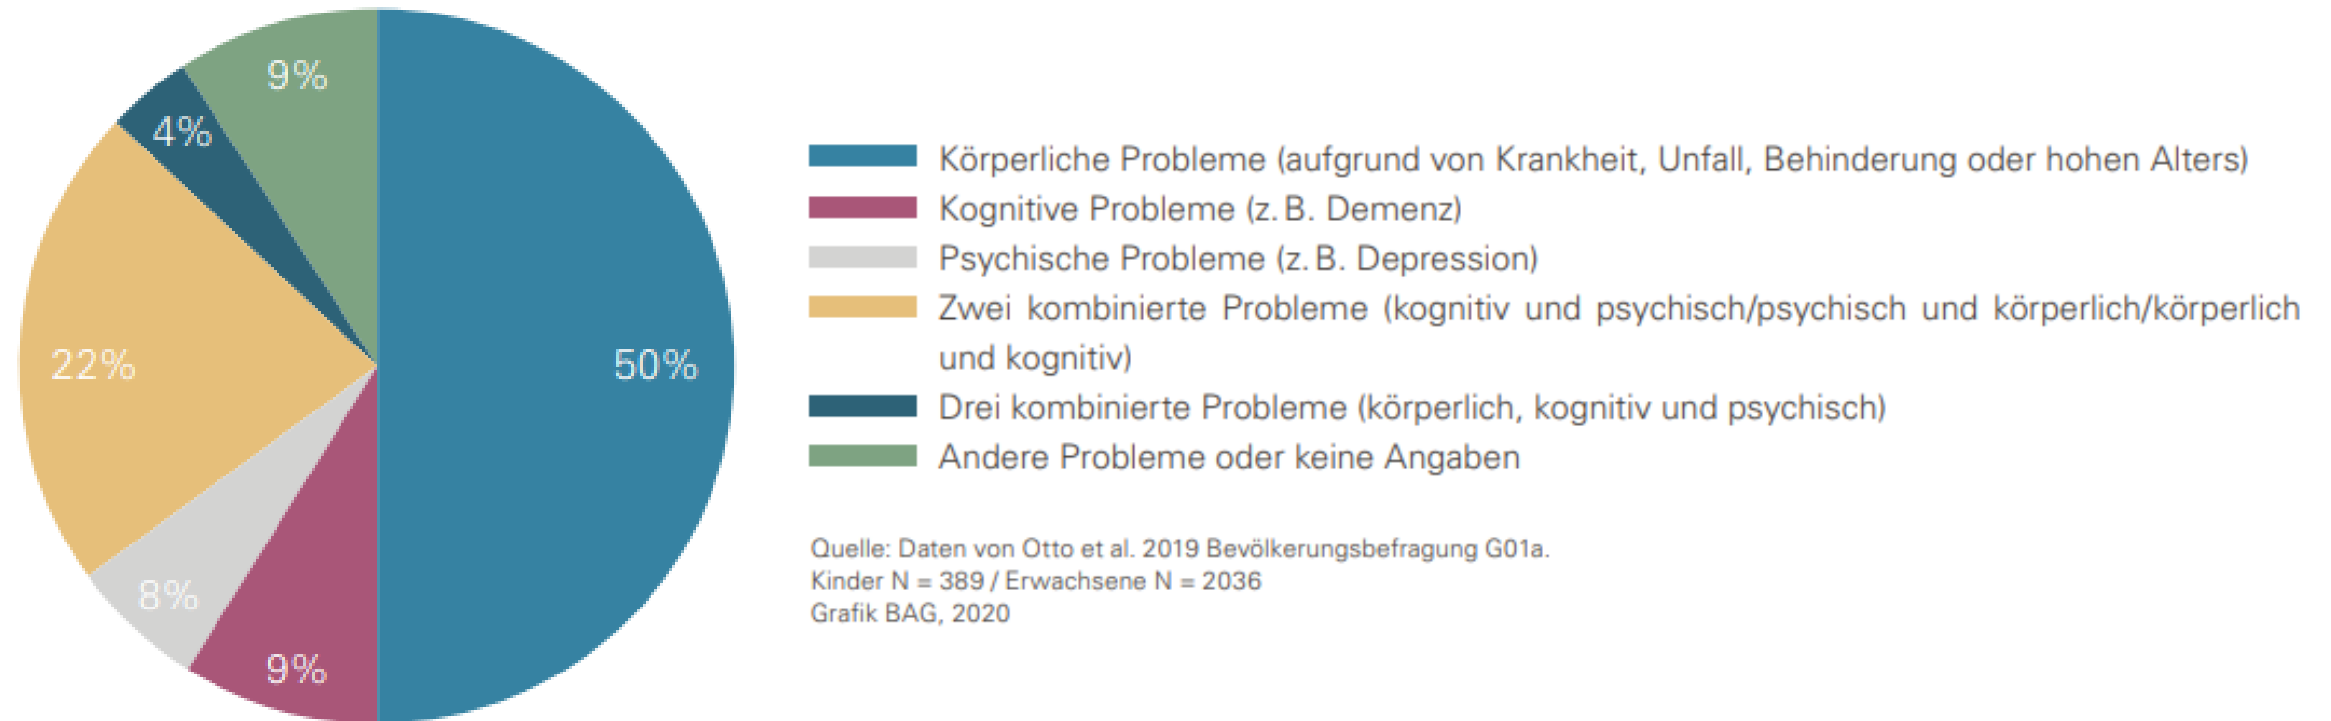 9%
4%
22%
50%
8%
9%
Körperliche Probleme (aufgrund von Krankheit, Unfall, Behinderung oder hohen Alters)
Kognitive Probleme (z. B. Demenz)
Psychische Probleme (z. B. Depression)
Zwei kombinierte Probleme (kognitiv und psychisch/psychisch und körperlich/körperlich
und kognitiv)
Drei kombinierte Probleme (körperlich, kognitiv und psychisch)
Andere Probleme oder keine Angaben
Quelle: Daten von Otto et al. 2019 Bevölkerungsbefragung G01a.
Kinder N = 389 / Erwachsene N = 2036
Grafik BAG, 2020